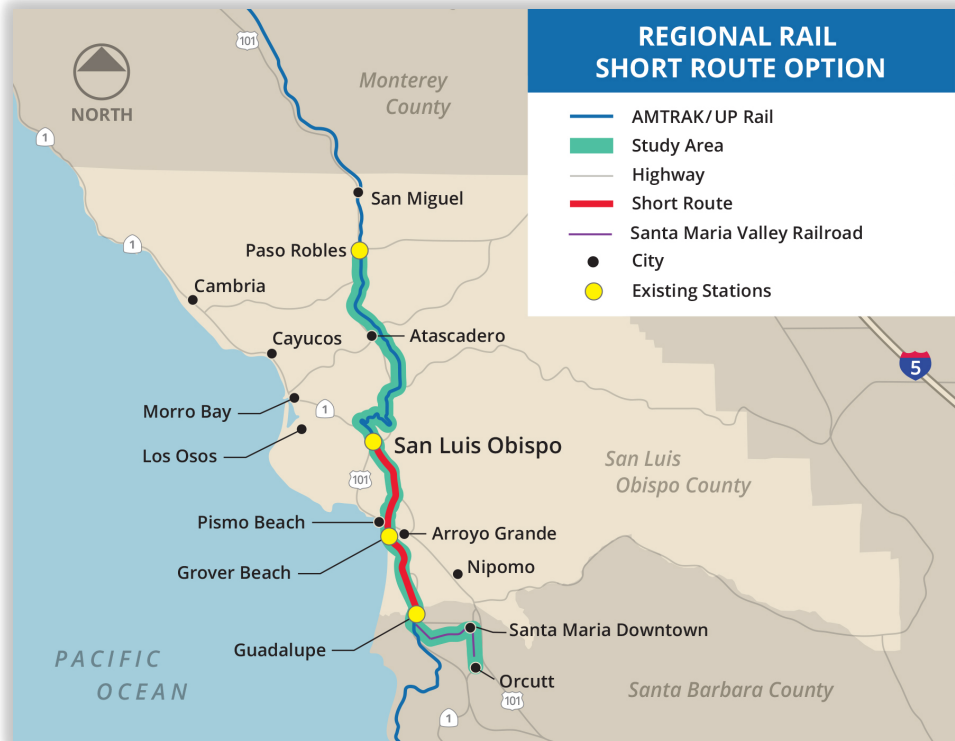 REGIONAL RAIL
SHORT ROUTE OPTION
AMTRAK/UP Rail
Study Area
Highway
Short Route
Santa Maria Valley Railroad
City
Existing Stations
NORTH
101
Monterey
County
1
San Miguel
1
Paso Robles
Cambria
Cayucos
Atascadero
5
Morro Bay
1
Los Osos
San Luis Obispo
San Luis
Obispo County
101
Pismo Beach
Arroyo Grande
Grover Beach
Nipomo
Guadalupe
Santa Maria Downtown
PACIFIC
OCEAN
Orcutt
Santa Barbara County
101
1